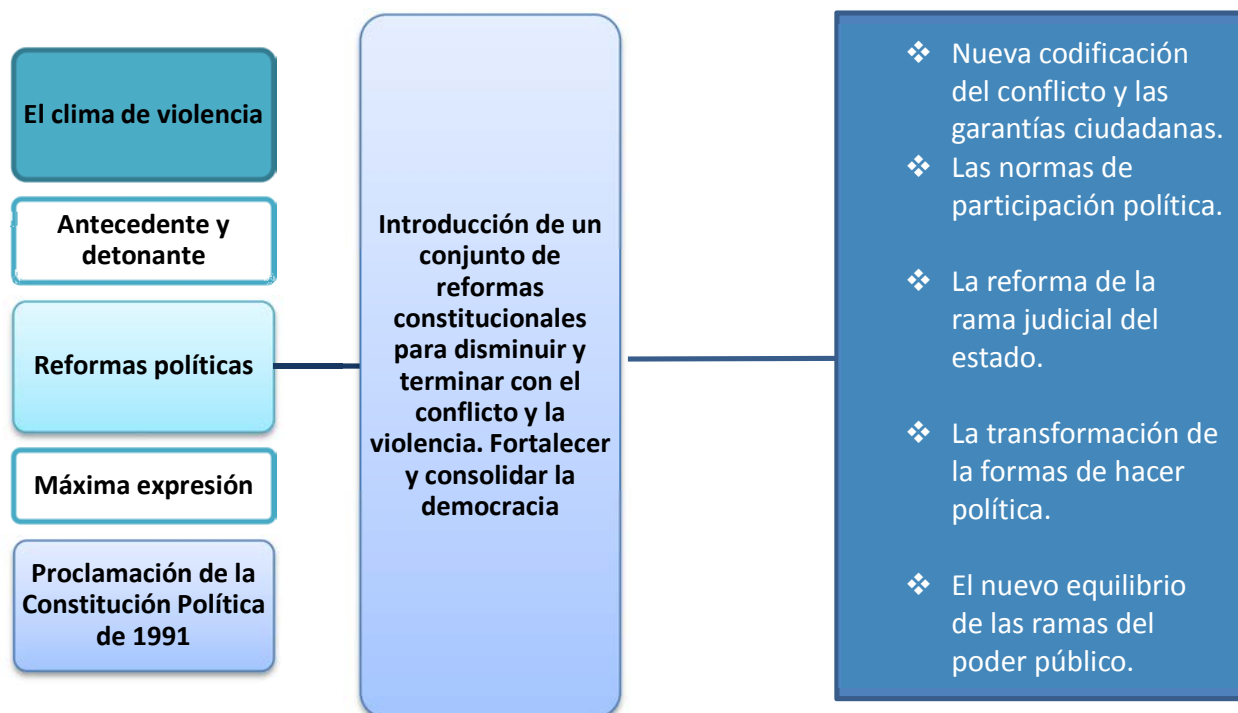 El clima de violencia
Antecedente y
detonante
Reformas políticas
Máxima expresión
Proclamación de la
Constitución Política
de 1991
Introducción de un
conjunto de
reformas
constitucionales
para disminuir y
terminar con el
conflicto y la
violencia. Fortalecer
y consolidar la
democracia
❖ Nueva codificación
del conflicto y las
garantías ciudadanas.
❖ Las normas de
participación política.
❖ La reforma de la
rama judicial del
estado.
❖ La transformación de
la formas de hacer
política.
❖ El nuevo equilibrio
de las ramas del
poder público.